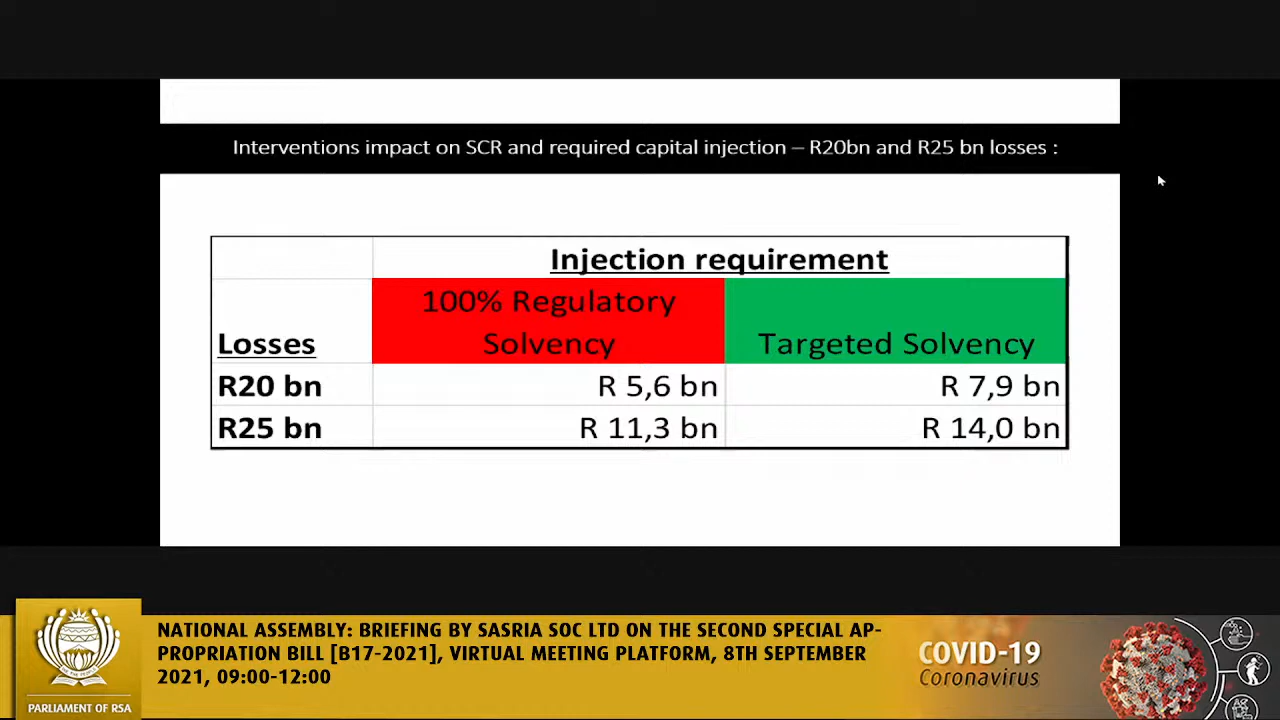 Interventions impact on SCR and required capital injection – R20bn and R25 bn losses :
Injection requirement
100% Regulatory
Solvency
Losses
Targeted Solvency
R20 bn
R 5,6 bn
R 7,9 bn
R25 bn
R 11,3 bn
R 14,0 bn
NATIONAL ASSEMBLY: BRIEFING BY SASRIA SOC LTD ON THE SECOND SPECIAL AP-
PROPRIATION BILL [B17-2021], VIRTUAL MEETING PLATFORM, 8TH SEPTEMBER
2021, 09:00-12:00
PARLIAMENT OF RSA
COVID-19
Coronavirus